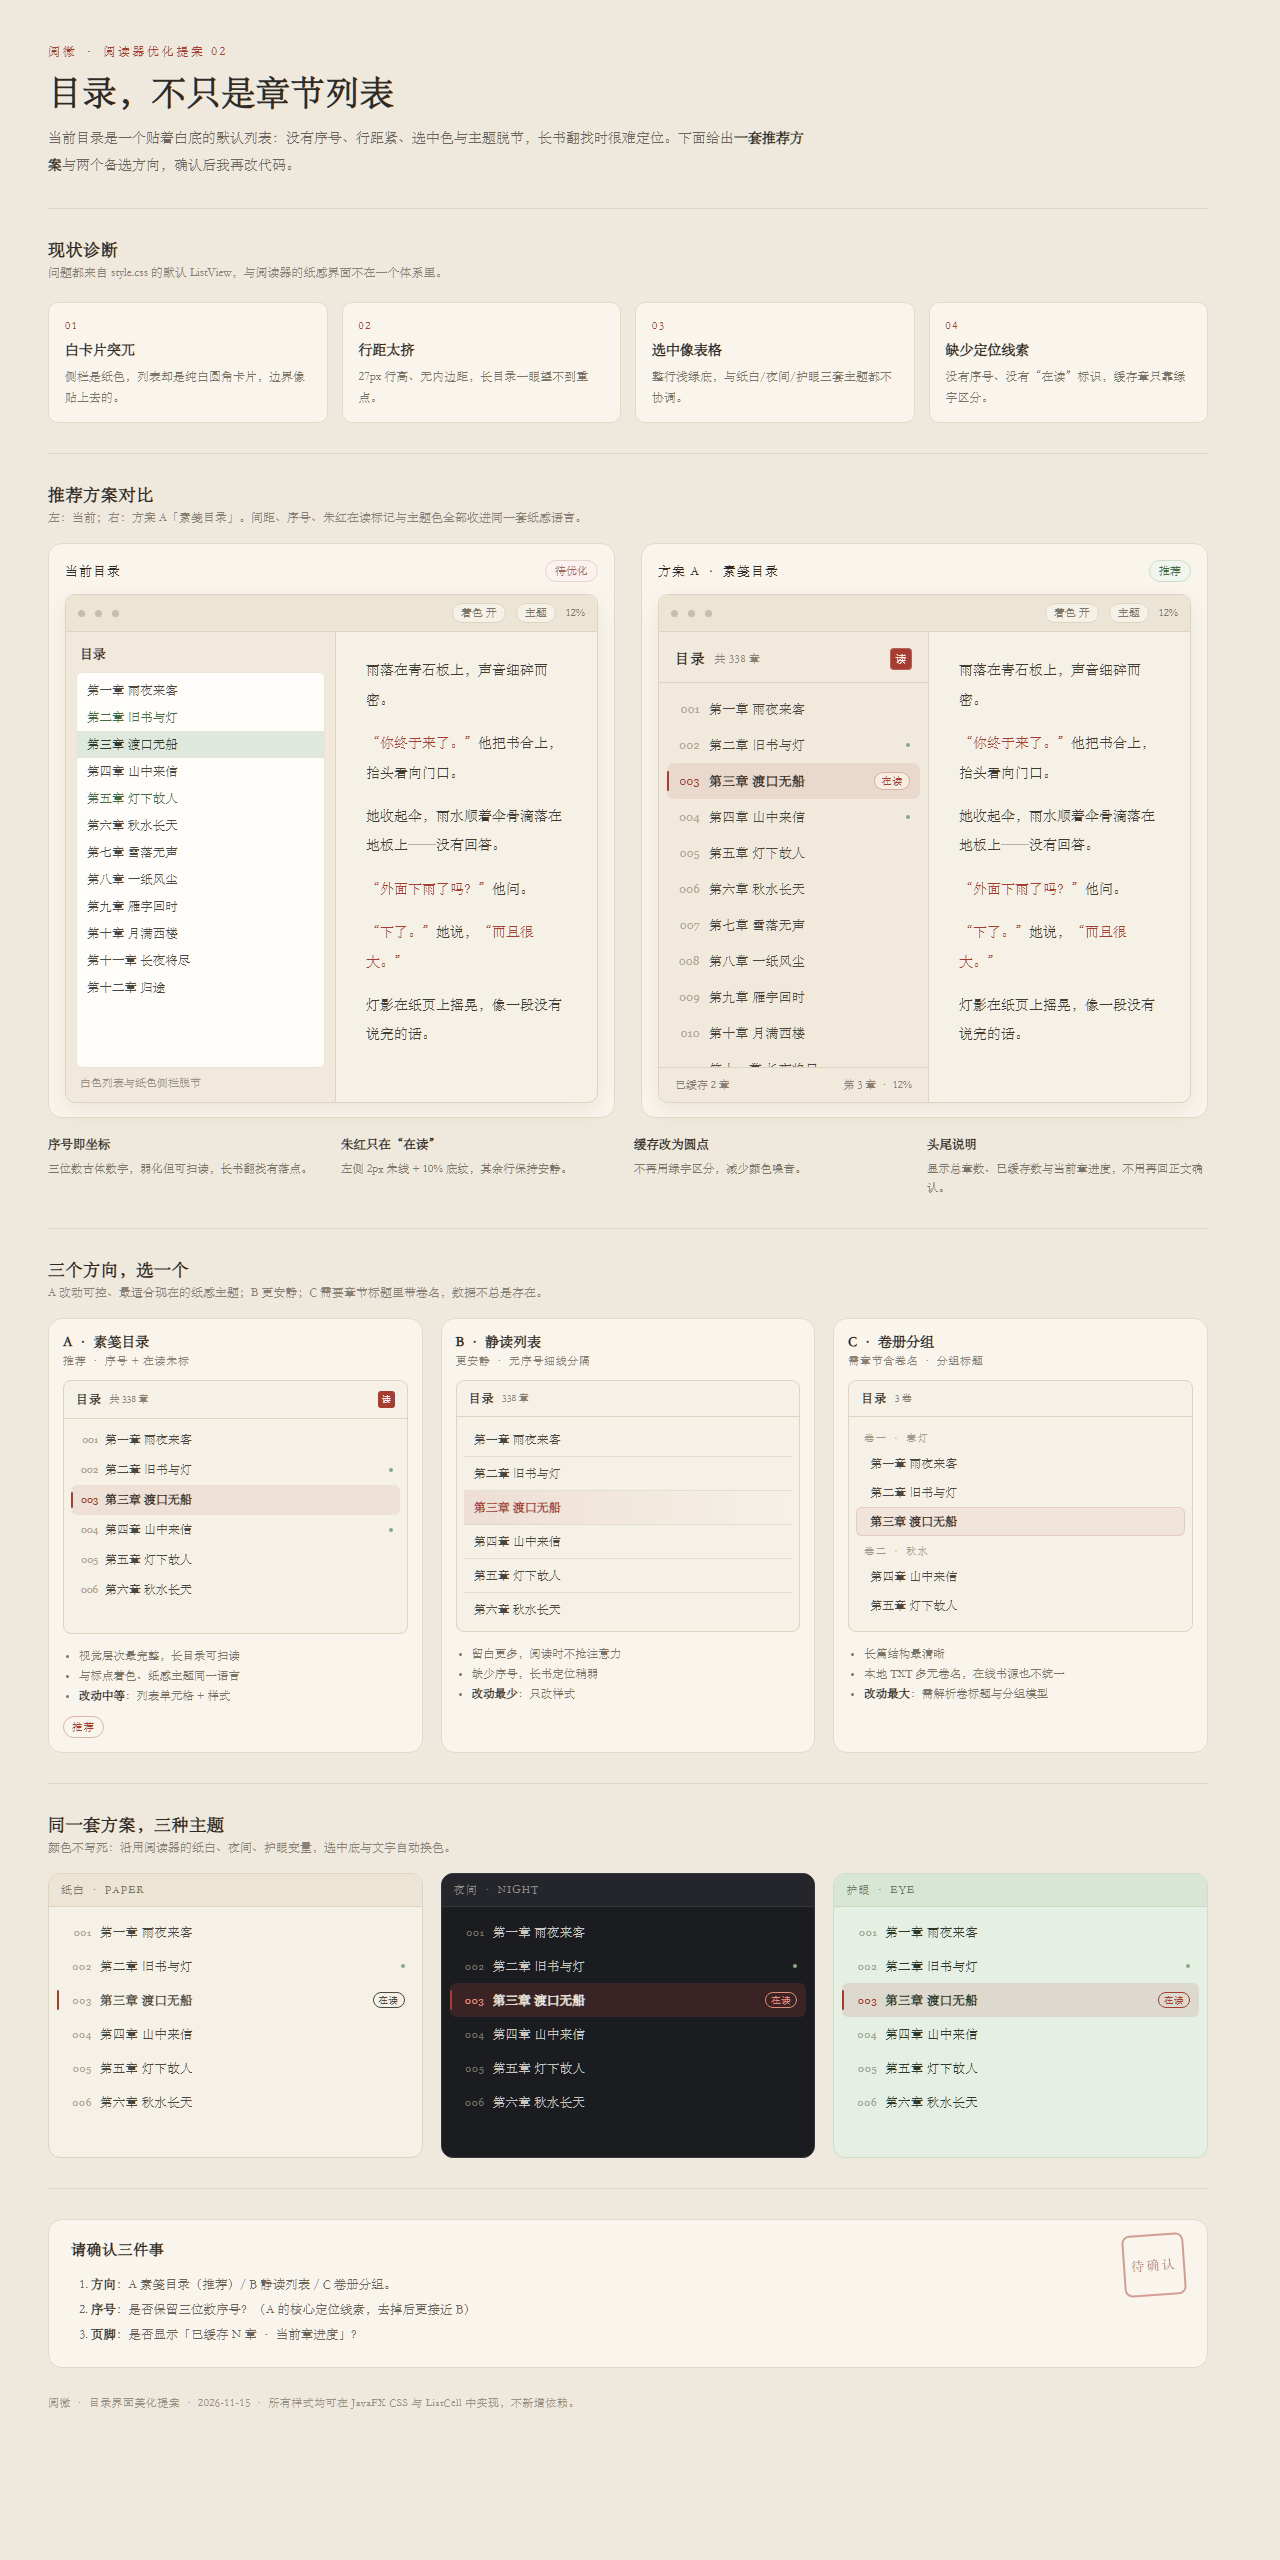 阅微 · 阅读器优化提案 02
目录，不只是章节列表
当前目录是一个贴着白底的默认列表：没有序号、行距紧、选中色与主题脱节，长书翻找时很难定位。下面给出一套推荐方
案与两个备选方向，确认后我再改代码。
现状诊断
问题都来自 style.css 的默认 ListView，与阅读器的纸感界面不在一个体系里。
01
白卡片突兀
侧栏是纸色，列表却是纯白圆角卡片，边界像
贴上去的。
02
行距太挤
27px 行高、无内边距，长目录一眼望不到重
点。
03
选中像表格
整行浅绿底，与纸白/夜间/护眼三套主题都不
协调。
04
缺少定位线索
没有序号、没有“在读”标识，缓存章只靠绿
字区分。
推荐方案对比
左：当前；右：方案 A「素笺目录」。间距、序号、朱红在读标记与主题色全部收进同一套纸感语言。
当前目录
待优化
着色 开
主题
12%
目录
第一章 雨夜来客
第二章 旧书与灯
第三章 渡口无船
第四章 山中来信
第五章 灯下故人
第六章 秋水长天
第七章 雪落无声
第八章 一纸风尘
第九章 雁字回时
第十章 月满西楼
第十一章 长夜将尽
第十二章 归途
白色列表与纸色侧栏脱节
雨落在青石板上，声音细碎而
密。
“你终于来了。”他把书合上，
抬头看向门口。
她收起伞，雨水顺着伞骨滴落在
地板上——没有回答。
“外面下雨了吗？”他问。
“下了。”她说，“而且很
大。”
灯影在纸页上摇晃，像一段没有
说完的话。
方案 A · 素笺目录
推荐
着色 开
主题
12%
目录 共 338 章
读
001 第一章 雨夜来客
002 第二章 旧书与灯
003 第三章 渡口无船 在读
004 第四章 山中来信
005 第五章 灯下故人
006 第六章 秋水长天
007 第七章 雪落无声
008 第八章 一纸风尘
009 第九章 雁字回时
010 第十章 月满西楼
已缓存 2 章
第 3 章 · 12%
雨落在青石板上，声音细碎而
密。
“你终于来了。”他把书合上，
抬头看向门口。
她收起伞，雨水顺着伞骨滴落在
地板上——没有回答。
“外面下雨了吗？”他问。
“下了。”她说，“而且很
大。”
灯影在纸页上摇晃，像一段没有
说完的话。
序号即坐标
三位数古体数字，弱化但可扫读，长书翻找有落点。
朱红只在“在读”
左侧 2px 朱线 + 10% 底纹，其余行保持安静。
缓存改为圆点
不再用绿字区分，减少颜色噪音。
头尾说明
显示总章数、已缓存数与当前章进度，不用再回正文确
认。
三个方向，选一个
A 改动可控、最适合现在的纸感主题；B 更安静；C 需要章节标题里带卷名，数据不总是存在。
A · 素笺目录
推荐 · 序号 + 在读朱标
目录 共 338 章
读
001 第一章 雨夜来客
002 第二章 旧书与灯
003 第三章 渡口无船
004 第四章 山中来信
005 第五章 灯下故人
006 第六章 秋水长天
• 视觉层次最完整，长目录可扫读
• 与标点着色、纸感主题同一语言
• 改动中等：列表单元格 + 样式
推荐
B · 静读列表
更安静 · 无序号细线分隔
目录 338 章
第一章 雨夜来客
第二章 旧书与灯
第三章 渡口无船
第四章 山中来信
第五章 灯下故人
第六章 秋水长天
• 留白更多，阅读时不抢注意力
• 缺少序号，长书定位稍弱
• 改动最少：只改样式
C · 卷册分组
需章节含卷名 · 分组标题
目录 3 卷
卷一 · 春灯
第一章 雨夜来客
第二章 旧书与灯
第三章 渡口无船
卷二 · 秋水
第四章 山中来信
第五章 灯下故人
• 长篇结构最清晰
• 本地 TXT 多无卷名，在线书源也不统一
• 改动最大：需解析卷标题与分组模型
同一套方案，三种主题
颜色不写死：沿用阅读器的纸白、夜间、护眼变量，选中底与文字自动换色。
纸白 · PAPER
001 第一章 雨夜来客
002 第二章 旧书与灯
003 第三章 渡口无船 在读
004 第四章 山中来信
005 第五章 灯下故人
006 第六章 秋水长天
夜间 · NIGHT
001 第一章 雨夜来客
002 第二章 旧书与灯
003 第三章 渡口无船 在读
004 第四章 山中来信
005 第五章 灯下故人
006 第六章 秋水长天
护眼 · EYE
001 第一章 雨夜来客
002 第二章 旧书与灯
003 第三章 渡口无船 在读
004 第四章 山中来信
005 第五章 灯下故人
006 第六章 秋水长天
请确认三件事
1. 方向：A 素笺目录（推荐）/ B 静读列表 / C 卷册分组。
2. 序号：是否保留三位数序号？（A 的核心定位线索，去掉后更接近 B）
3. 页脚：是否显示「已缓存 N 章 · 当前章进度」？
待确认
阅微 · 目录界面美化提案 · 2026-11-15 · 所有样式均可在 JavaFX CSS 与 ListCell 中实现，不新增依赖。